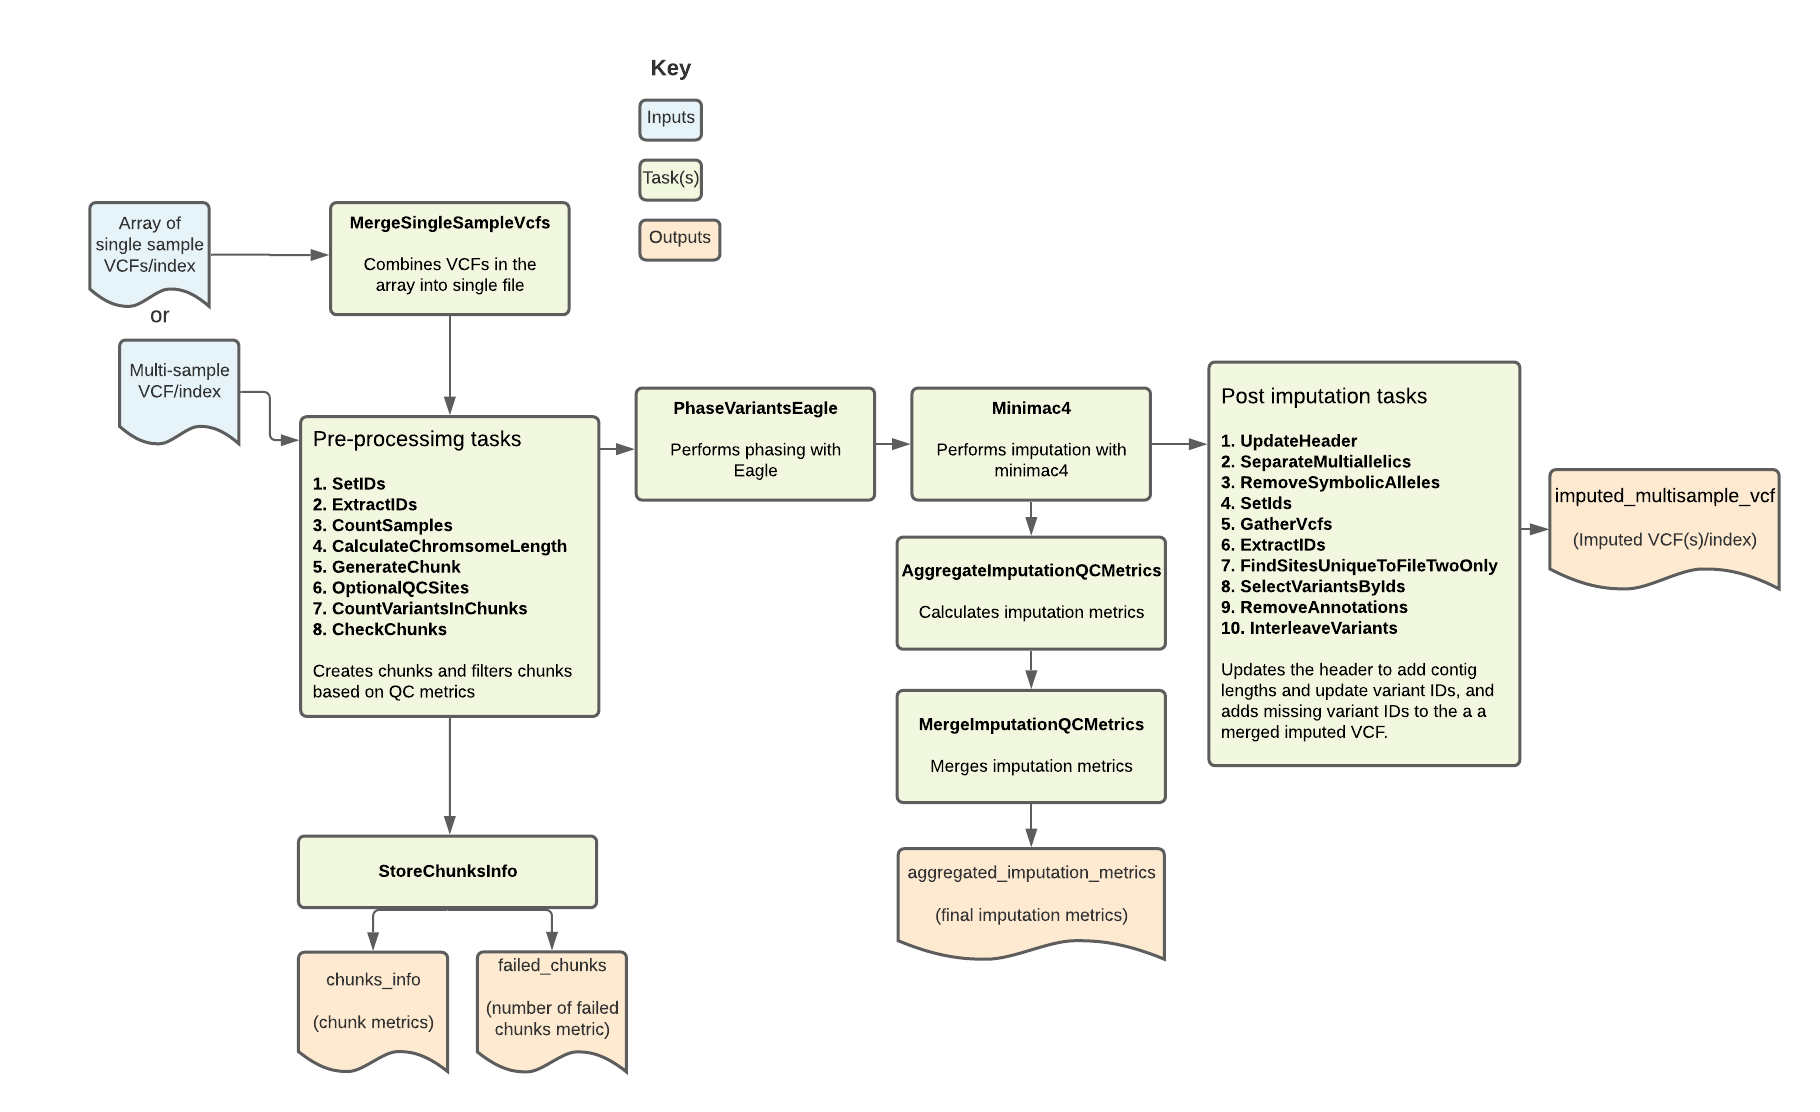 Key
Inputs
Task(s)
Outputs
Array of
single sample
VCFs/index
or
Multi-sample
VCF/index
MergeSingleSampleVcfs
Combines VCFs in the
array into single file
Pre-processimg tasks
1. SetIDs
2. ExtractIDs
3. CountSamples
4. CalculateChromsomeLength
5. GenerateChunk
6. OptionalQCSites
7. CountVariantsInChunks
8. CheckChunks
Creates chunks and filters chunks
based on QC metrics
StoreChunksInfo
chunks_info
(chunk metrics)
failed_chunks
(number of failed
chunks metric)
PhaseVariantsEagle
Performs phasing with
Eagle
Minimac4
Performs imputation with
minimac4
AggregateImputationQCMetrics
Calculates imputation metrics
MergeImputationQCMetrics
Merges imputation metrics
aggregated_imputation_metrics
(final imputation metrics)
Post imputation tasks
1. UpdateHeader
2. SeparateMultiallelics
3. RemoveSymbolicAlleles
4. SetIds
5. GatherVcfs
6. ExtractIDs
7. FindSitesUniqueToFileTwoOnly
8. SelectVariantsByIds
9. RemoveAnnotations
10. InterleaveVariants
Updates the header to add contig
lengths and update variant IDs, and
adds missing variant IDs to the a a
merged imputed VCF.
imputed_multisample_vcf
(Imputed VCF(s)/index)